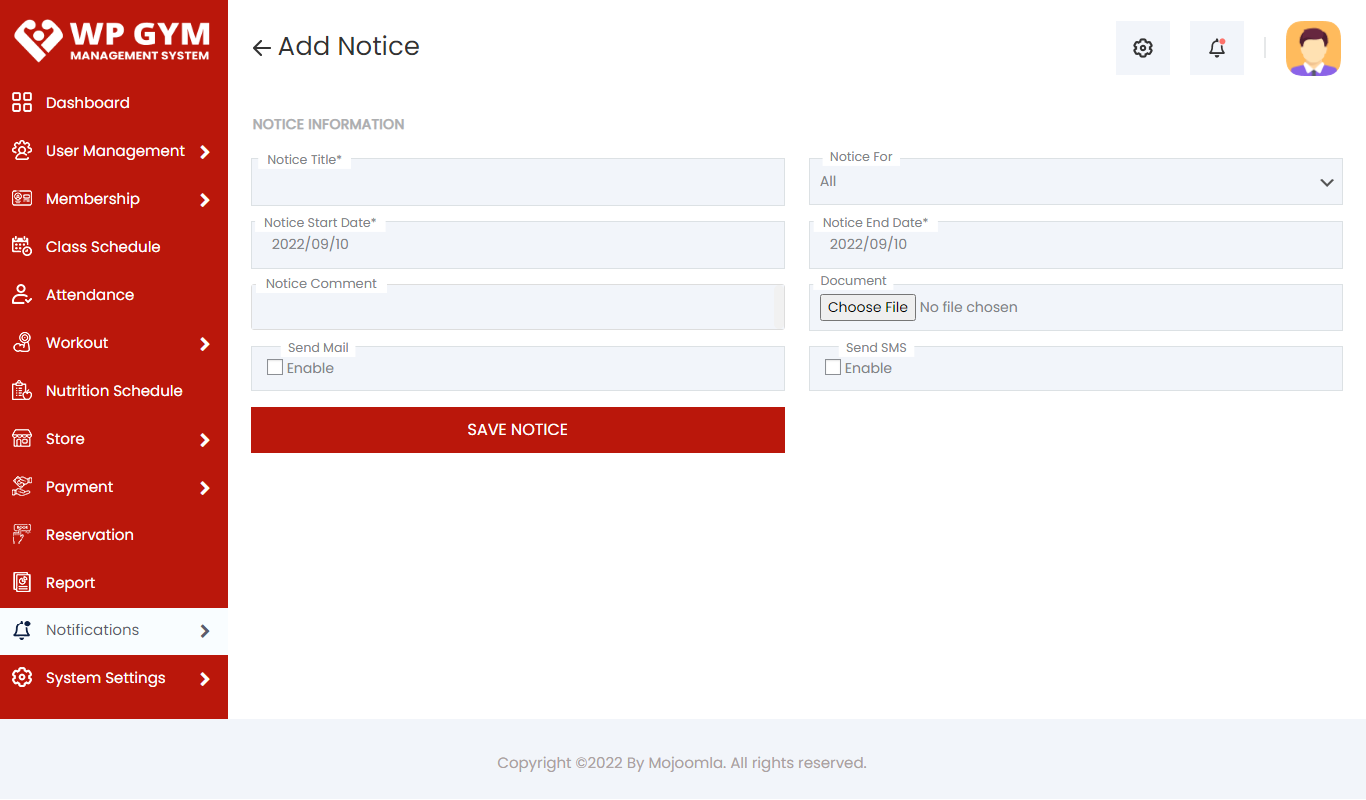 WP GYM
MANAGEMENT SYSTEM
Dashboard
User Management
Membership
Class Schedule
Attendance
Workout
Nutrition Schedule
Store
Payment
Reservation
Report
Notifications
System Settings
Add Notice
NOTICE INFORMATION
Notice Title*
Notice For
All
Notice Start Date*
2022/09/10
Notice End Date*
2022/09/10
Notice Comment
Document
Choose File No file chosen
Send Mail
Enable
Send SMS
Enable
SAVE NOTICE
Copyright ©2022 By Mojoomla. All rights reserved.